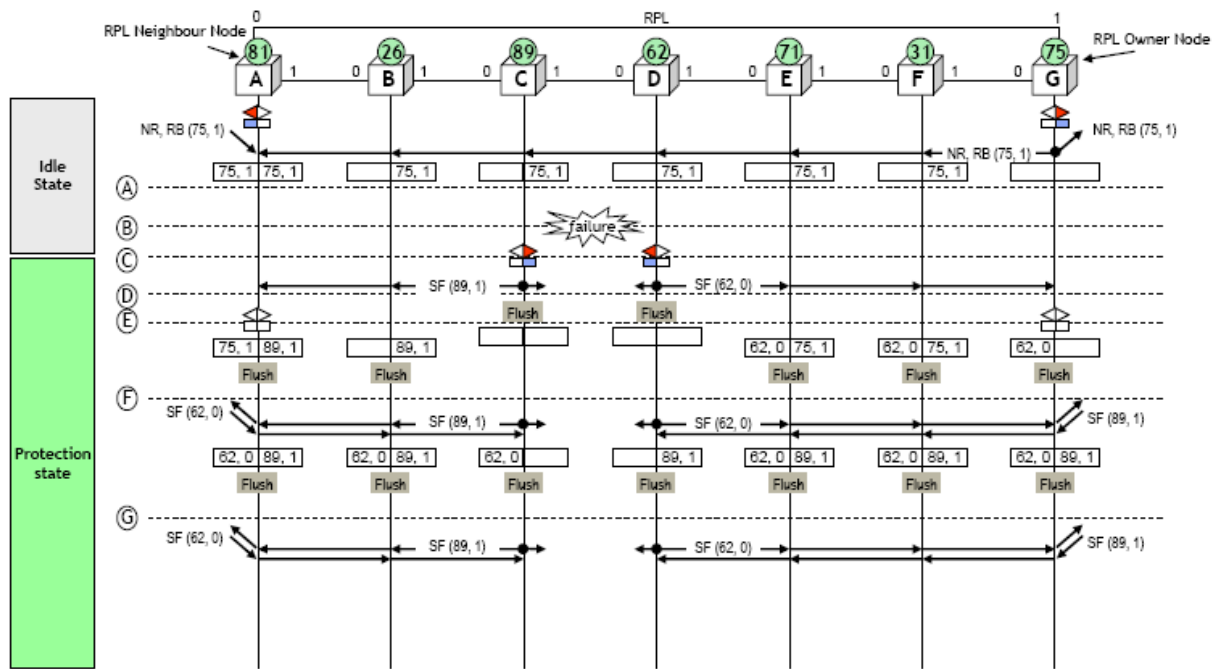 0 RPL 1
RPL Neighbour Node
RPL Owner Node
81 26 89 62 71 31 75
A 1 0 B 1 0 C 1 0 D 1 0 E 1 0 F 1 0 G
NR, RB (75, 1)
NR, RB (75, 1)
NR, RB (75, 1)
Idle
State
75, 1 75, 1 75, 1 75, 1 75, 1 75, 1 75, 1
A
B
failure
C
SF (89, 1) SF (62, 0)
D
Flush Flush
E
75, 1 89, 1 89, 1 62, 0 75, 1 62, 0 75, 1 62, 0
Flush Flush Flush Flush Flush
F
SF (62, 0) SF (89, 1) SF (62, 0) SF (89, 1)
Protection
state
62, 0 89, 1 62, 0 89, 1 62, 0 89, 1 62, 0 89, 1 62, 0 89, 1 62, 0 89, 1
Flush Flush Flush Flush Flush Flush Flush
G
SF (62, 0) SF (89, 1) SF (62, 0) SF (89, 1)